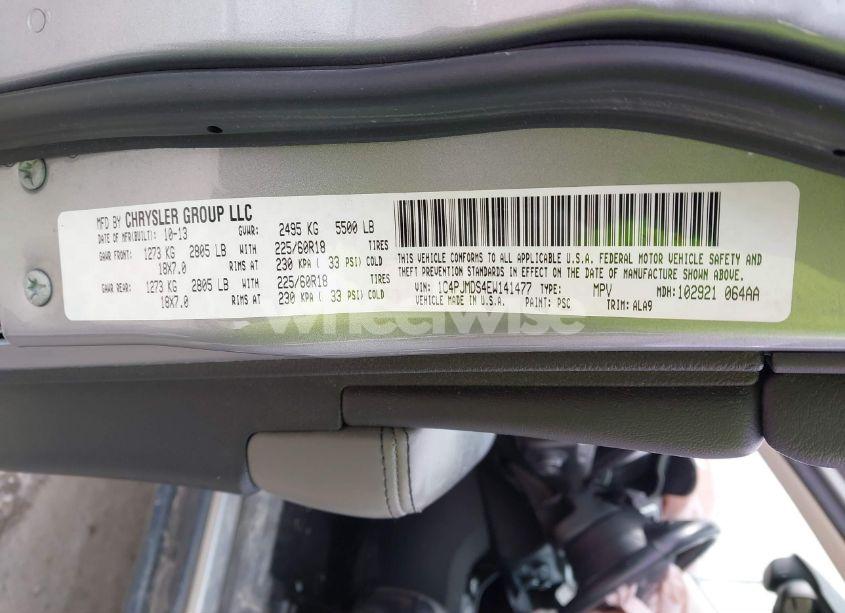 MFD BY CHRYSLER GROUP LLC
DATE OF MFR(BUILT): 10-13 GVWR: 2495 KG 5500 LB
GAWR FRONT: 1273 KG 2805 LB WITH 225/60R18 TIRES
18X7.0 RIMS AT 230 KPA ( 33 PSI) COLD
GAWR REAR: 1273 KG 2805 LB WITH 225/60R18 TIRES
18X7.0 RIMS AT 230 KPA ( 33 PSI) COLD
THIS VEHICLE CONFORMS TO ALL APPLICABLE U.S.A. FEDERAL MOTOR VEHICLE SAFETY AND
THEFT PREVENTION STANDARDS IN EFFECT ON THE DATE OF MANUFACTURE SHOWN ABOVE.
VIN: 1C4PJMDS4EW141477 TYPE: MPV MDH: 102921 064AA
VEHICLE MADE IN U.S.A. PAINT: PSC TRIM: ALA9
wheelwise